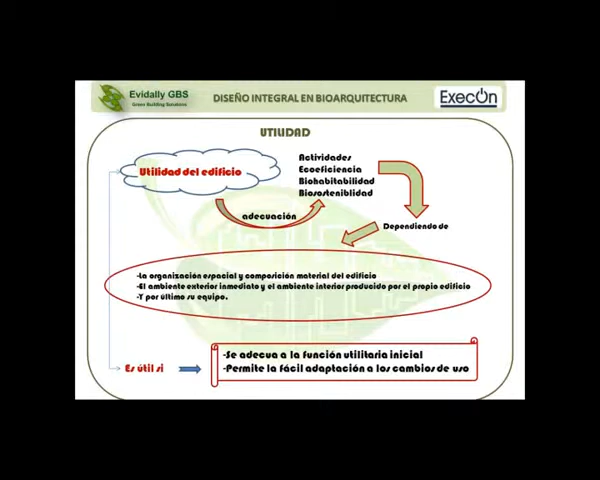 Evidally GBS
Green Building Solutions
DISEÑO INTEGRAL EN BIOARQUITECTURA
ExecOn
UTILIDAD
Utilidad del edificio
Actividades
Ecoeficiencia
Biohabitabilidad
Biososteniblidad
adecuación
Dependiendo de
-La organización espacial y composición material del edificio
-El ambiente exterior inmediato y el ambiente interior producido por el propio edificio
-Y por último su equipo.
Es útil si
-Se adecua a la función utilitaria inicial
-Permite la fácil adaptación a los cambios de uso